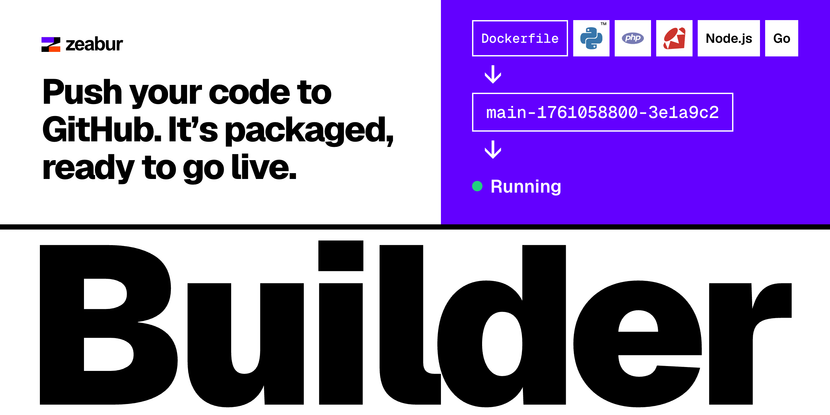 zeabur
Push your code to
GitHub. It’s packaged,
ready to go live.
Dockerfile
™
php
Node.js
Go
main-1761058800-3e1a9c2
Running
Builder